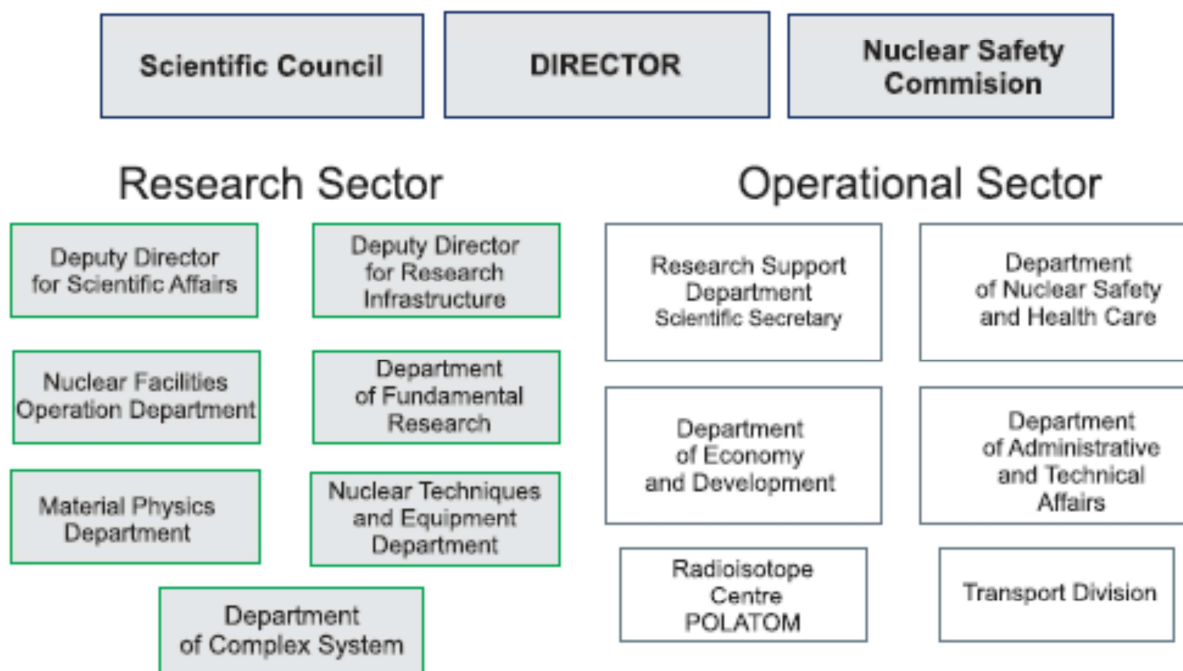 Scientific Council
DIRECTOR
Nuclear Safety
Commision
Research Sector
Deputy Director
for Scientific Affairs
Deputy Director
for Research
Infrastructure
Nuclear Facilities
Operation Department
Department
of Fundamental
Research
Material Physics
Department
Nuclear Techniques
and Equipment
Department
Department
of Complex System
Operational Sector
Research Support
Department
Scientific Secretary
Department
of Nuclear Safety
and Health Care
Department
of Economy
and Development
Department
of Administrative
and Technical
Affairs
Radioisotope
Centre
POLATOM
Transport Division